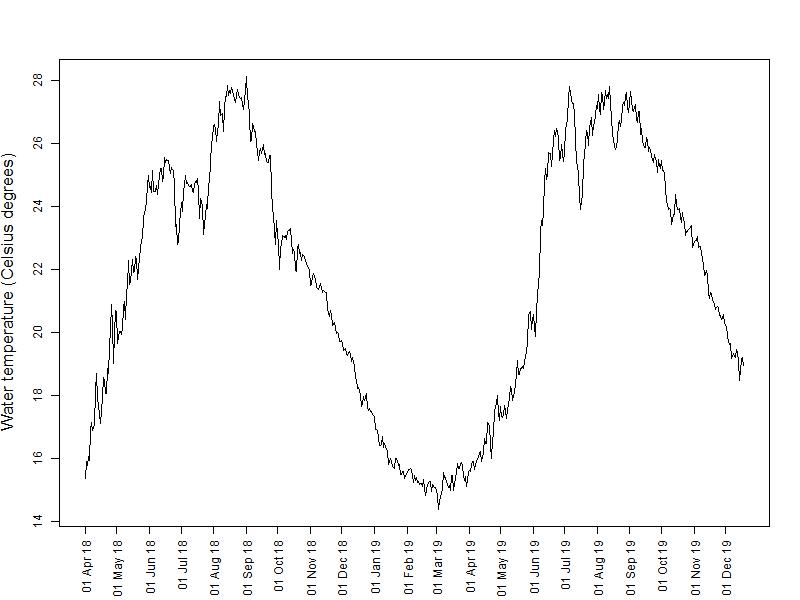 Water temperature (Celsius degrees)
28
26
24
22
20
18
16
14
01 Apr 18
01 May 18
01 Jun 18
01 Jul 18
01 Aug 18
01 Sep 18
01 Oct 18
01 Nov 18
01 Dec 18
01 Jan 19
01 Feb 19
01 Mar 19
01 Apr 19
01 May 19
01 Jun 19
01 Jul 19
01 Aug 19
01 Sep 19
01 Oct 19
01 Nov 19
01 Dec 19